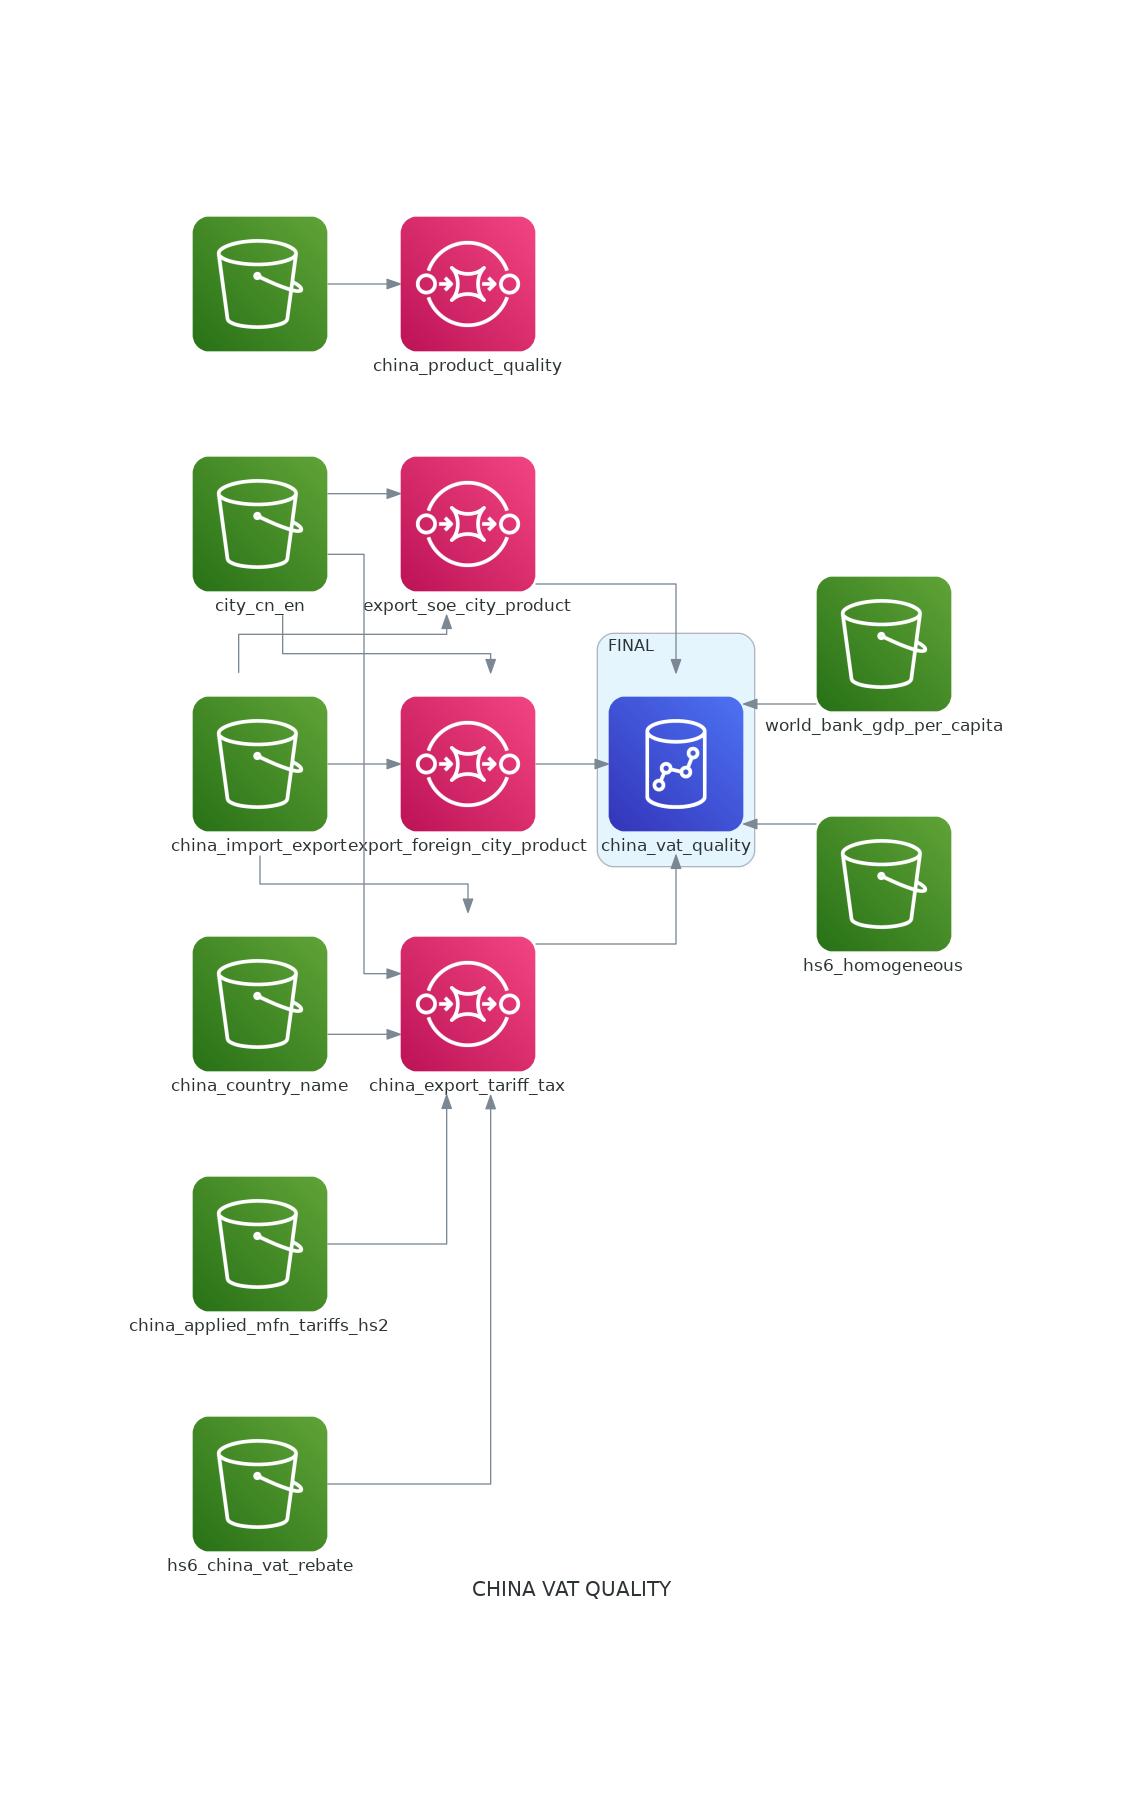 china_product_quality
city_cn_en
export_soe_city_product
FINAL
world_bank_gdp_per_capita
china_import_export
export_foreign_city_product
china_vat_quality
hs6_homogeneous
china_country_name
china_export_tariff_tax
china_applied_mfn_tariffs_hs2
hs6_china_vat_rebate
CHINA VAT QUALITY